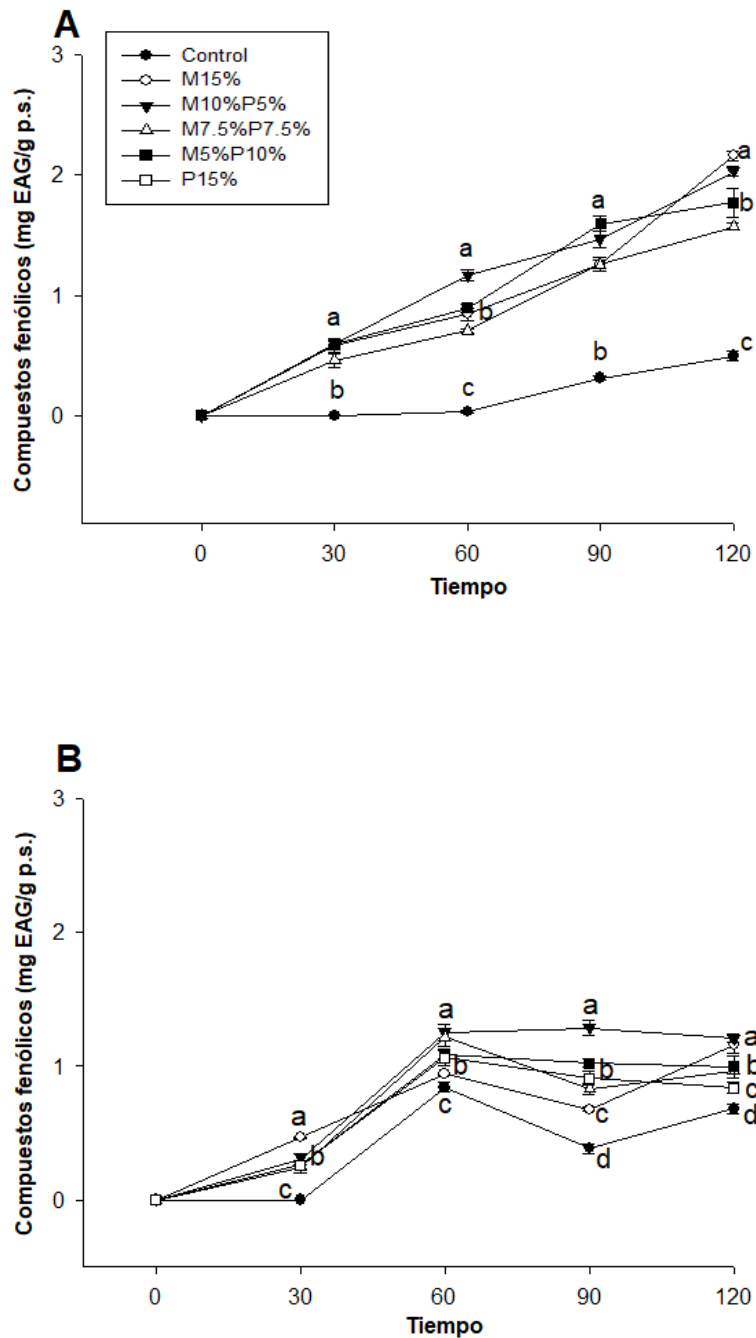 A
Control
M15%
M10%P5%
M7.5%P7.5%
M5%P10%
P15%
Compuestos fenólicos (mg EAG/g p.s.)
3
2
1
0
a
b
a
b
c
a
b
a
b
c
0
30
60
90
120
Tiempo
B
Compuestos fenólicos (mg EAG/g p.s.)
3
2
1
0
a
b
c
a
b
c
a
b
c
d
a
b
c
d
0
30
60
90
120
Tiempo